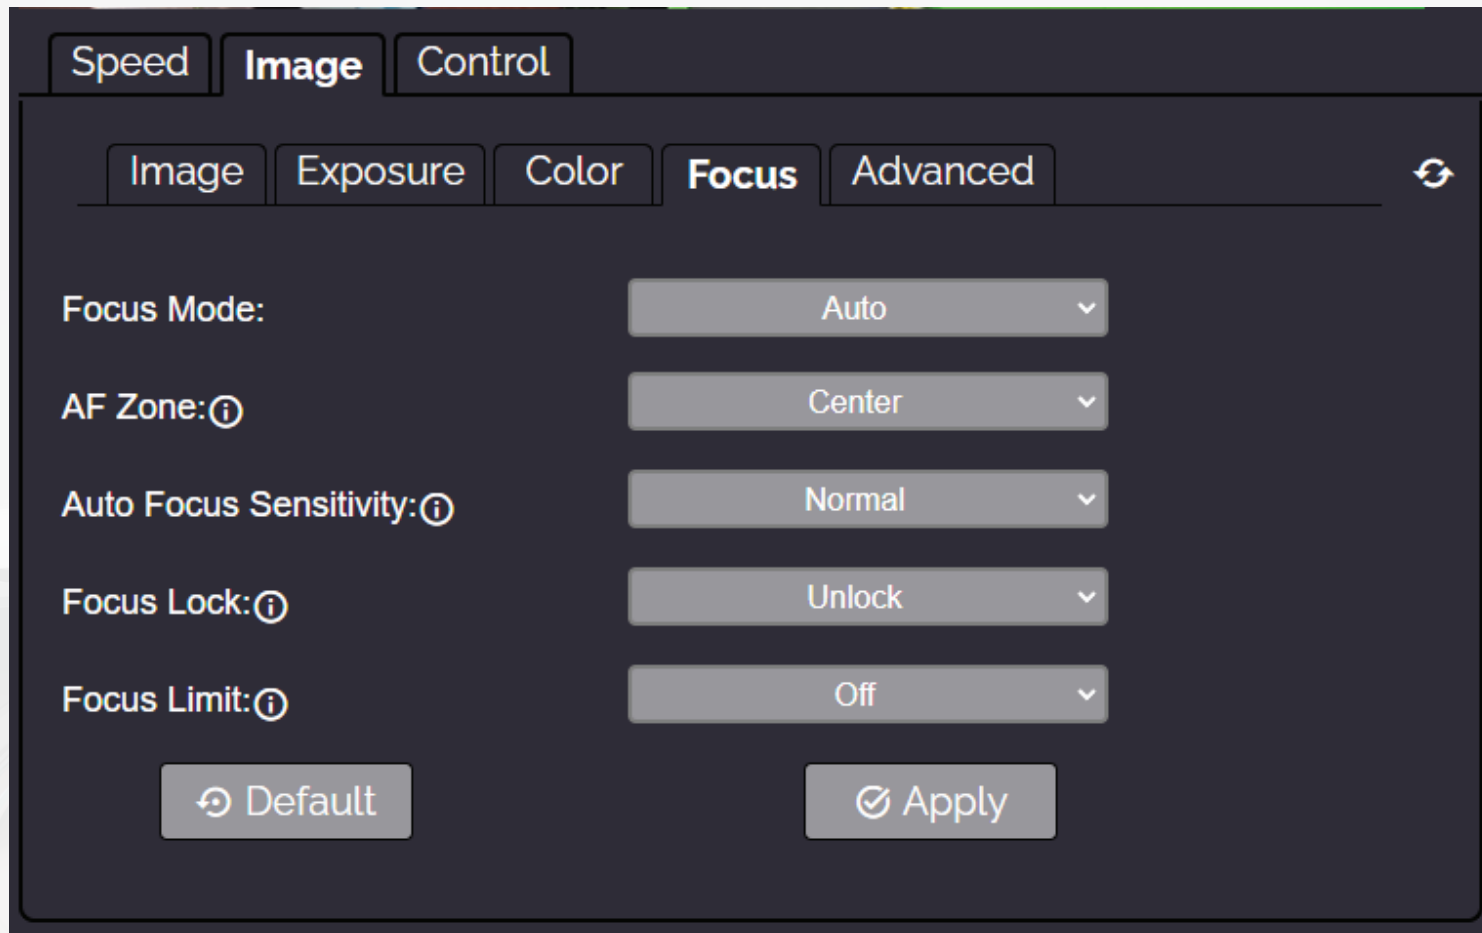 Speed Image Control
Image Exposure Color Focus Advanced
Focus Mode: Auto
AF Zone: Center
Auto Focus Sensitivity: Normal
Focus Lock: Unlock
Focus Limit: Off
Default Apply